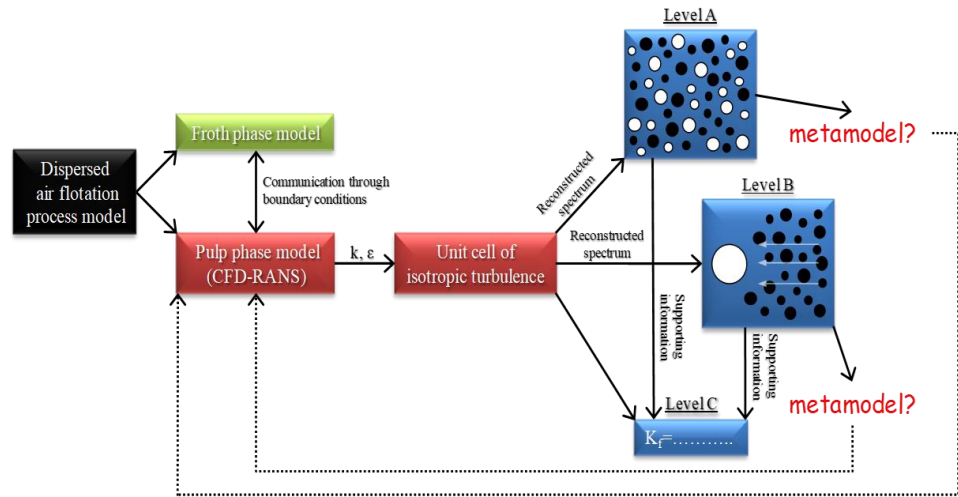 Level A
Froth phase model
metamodel?
Dispersed
air flotation
process model
Communication through
boundary conditions
Reconstructed
spectrum
Level B
Pulp phase model
(CFD-RANS)
k, ε
Unit cell of
isotropic turbulence
Reconstructed
spectrum
Supporting
information
Supporting
information
metamodel?
Level C
Kf=...........